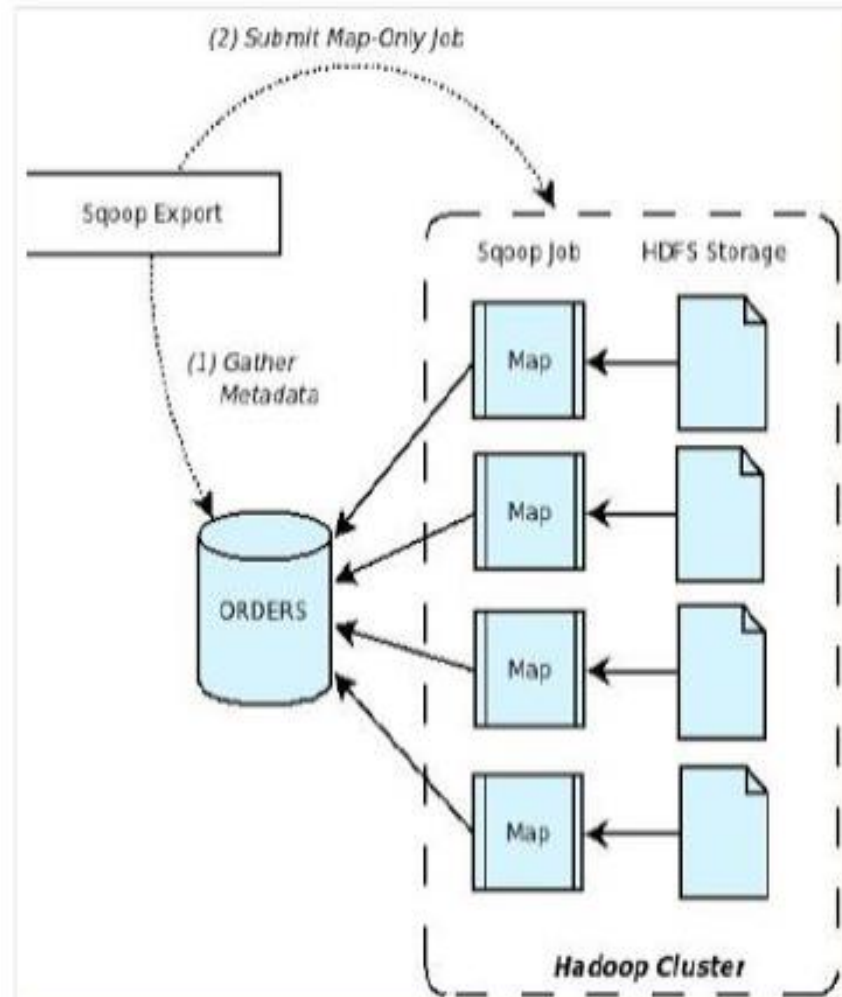 (2) Submit Map-Only Job
Sqoop Export
Sqoop Job
HDFS Storage
(1) Gather
Metadata
Map
Map
ORDERS
Map
Map
Hadoop Cluster